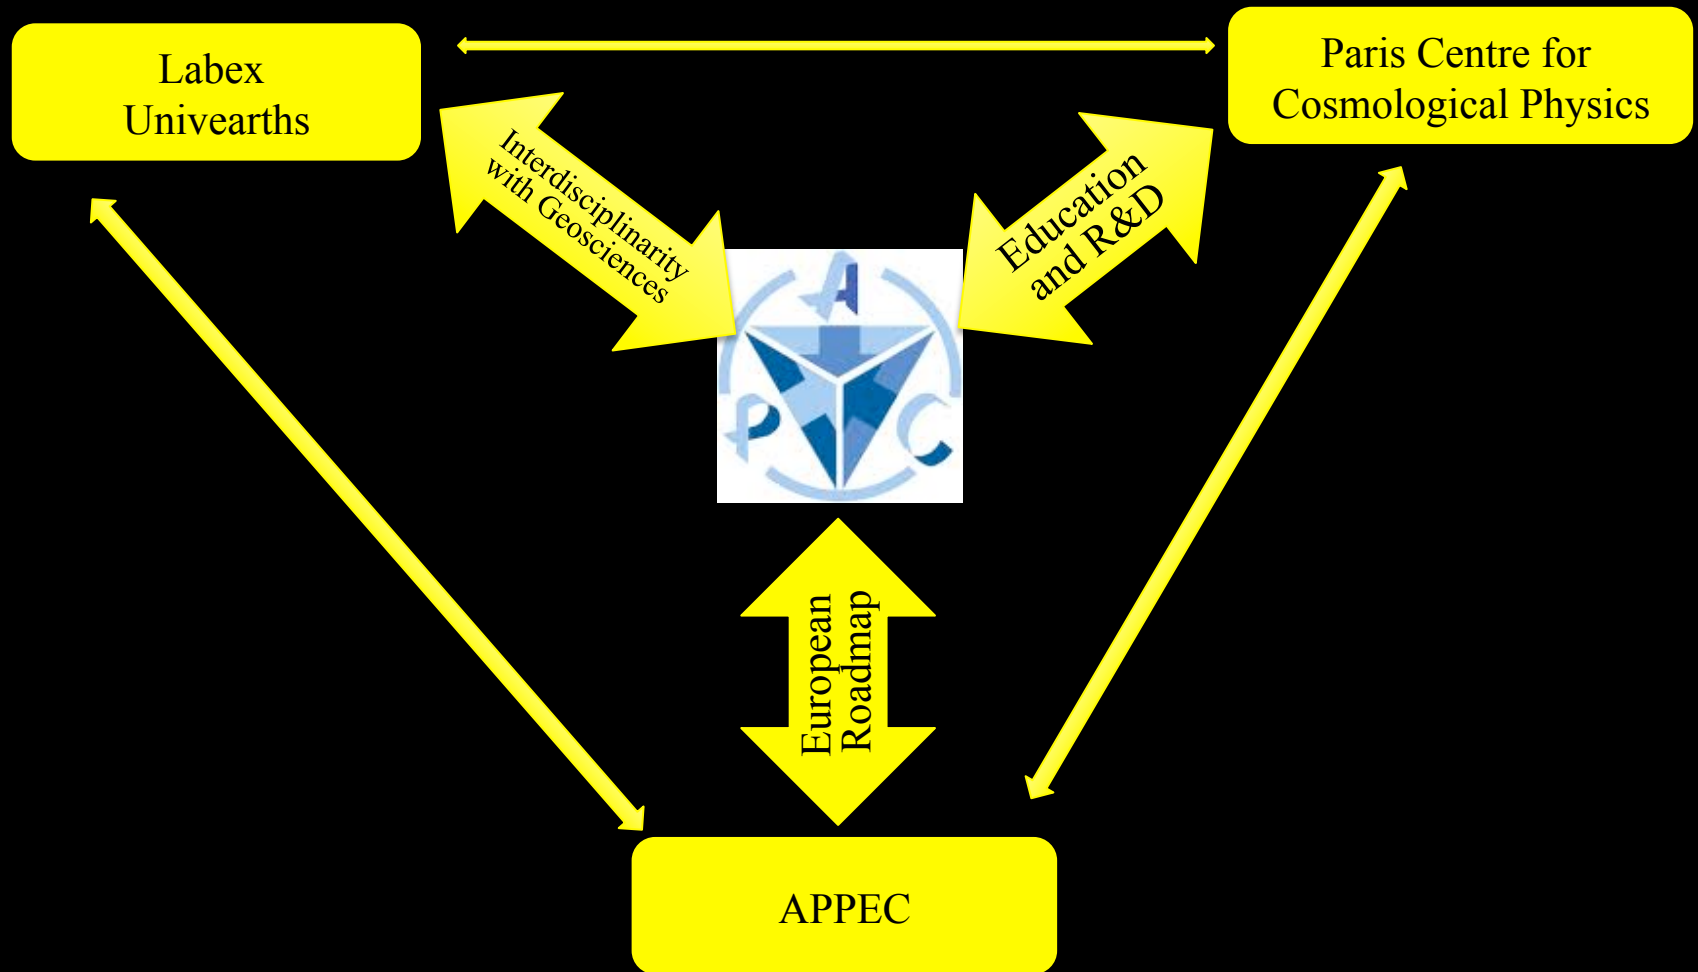 Labex
Univearths
Paris Centre for
Cosmological Physics
Interdisciplinarity
with Geosciences
Education
and R&D
A
P
C
European
Roadmap
APPEC